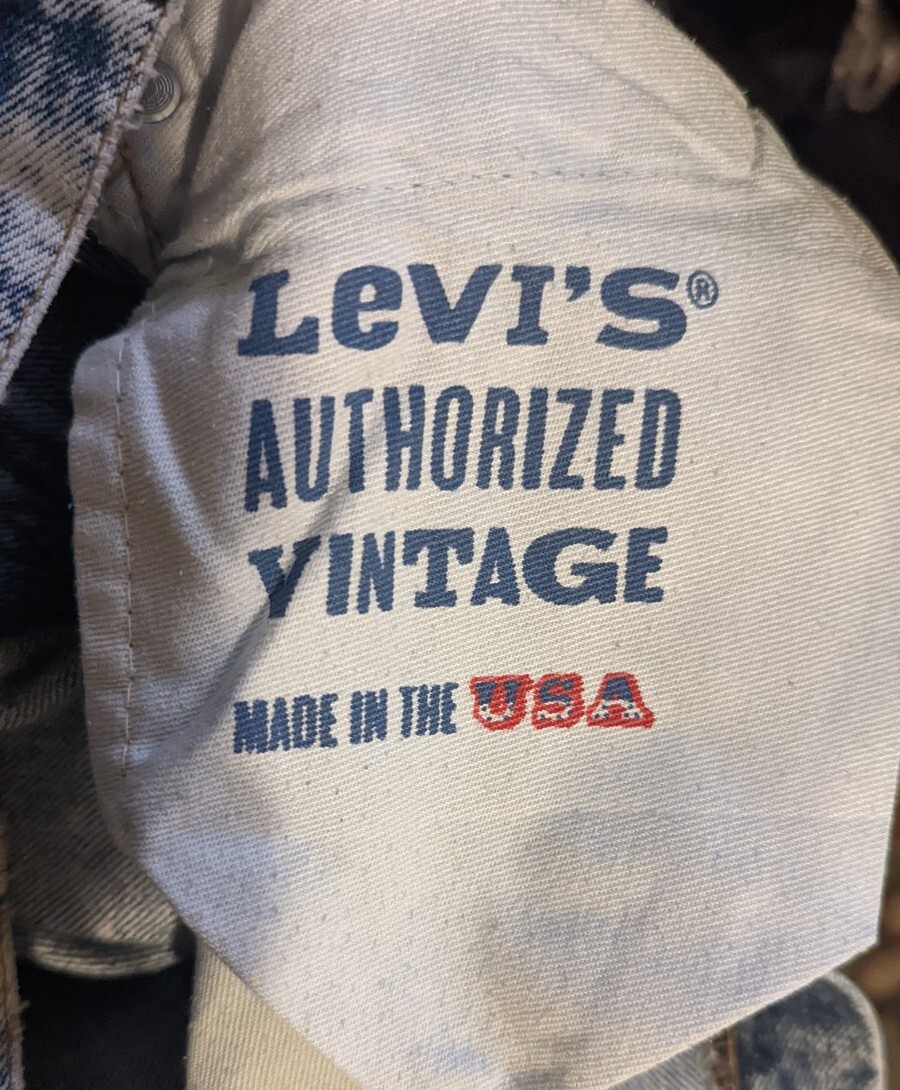 Levi's®
AUTHORIZED
VINTAGE
MADE IN THE USA